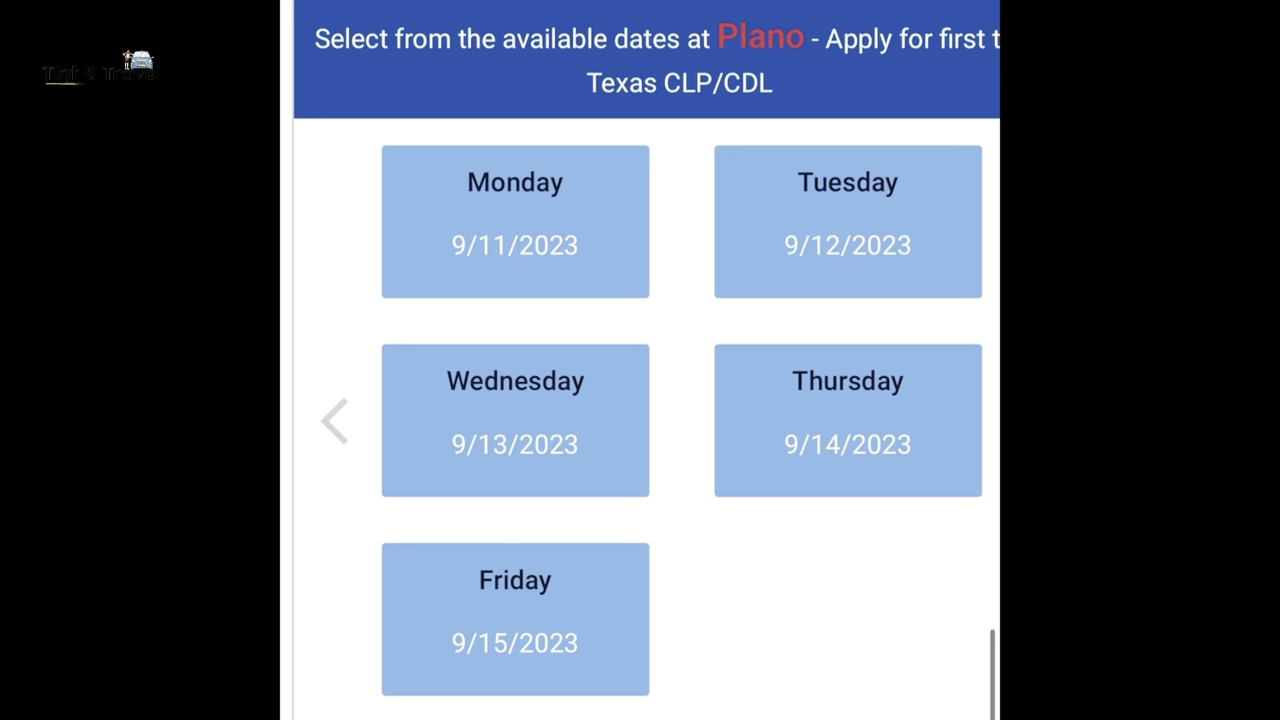 Select from the available dates at Plano - Apply for first t
Texas CLP/CDL
Monday
9/11/2023
Tuesday
9/12/2023
Wednesday
9/13/2023
Thursday
9/14/2023
Friday
9/15/2023